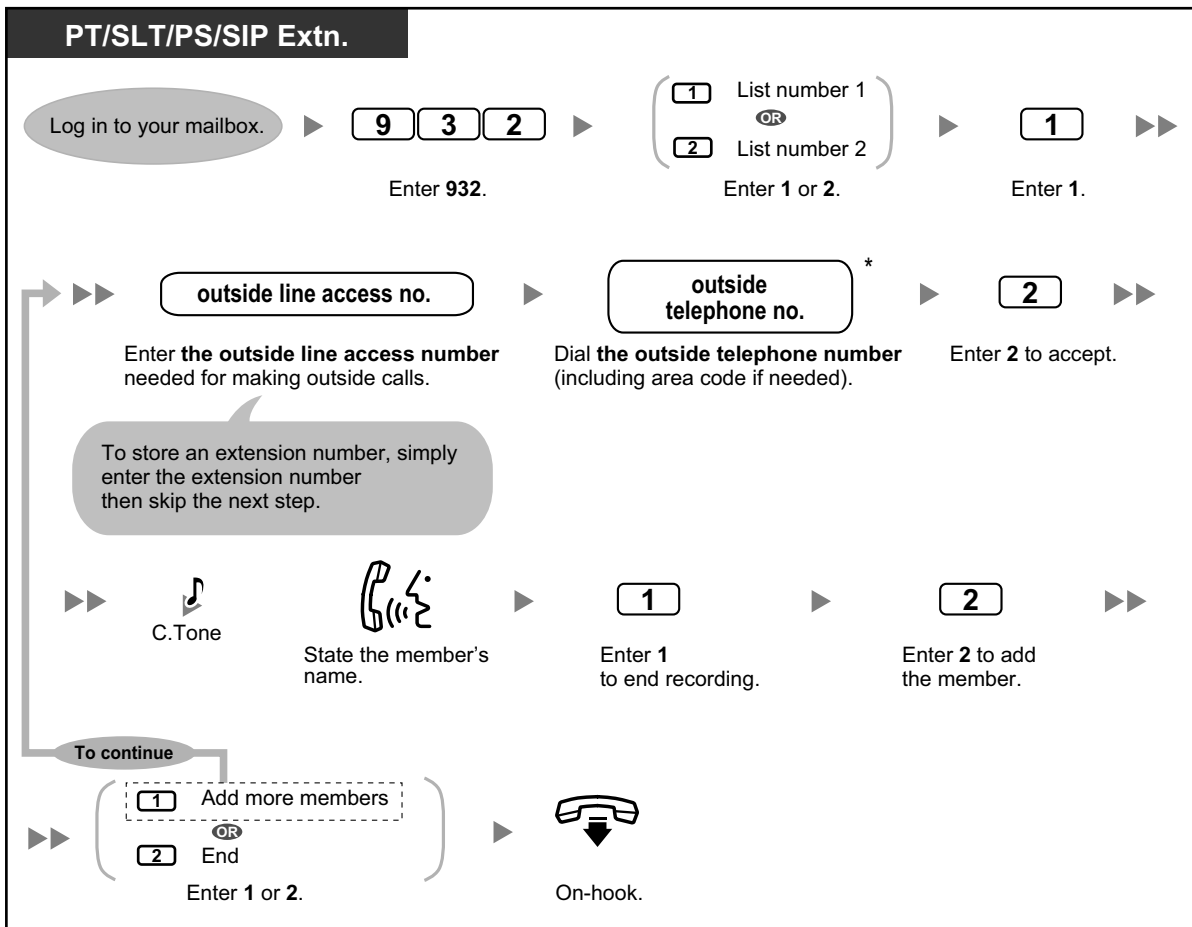 PT/SLT/PS/SIP Extn.
Log in to your mailbox.
9 3 2
Enter 932.
1 List number 1
OR
2 List number 2
Enter 1 or 2.
1
Enter 1.
outside line access no.
Enter the outside line access number
needed for making outside calls.
To store an extension number, simply
enter the extension number
then skip the next step.
outside
telephone no.
*
Dial the outside telephone number
(including area code if needed).
2
Enter 2 to accept.
C.Tone
State the member's
name.
1
Enter 1
to end recording.
2
Enter 2 to add
the member.
To continue
1 Add more members
OR
2 End
Enter 1 or 2.
On-hook.